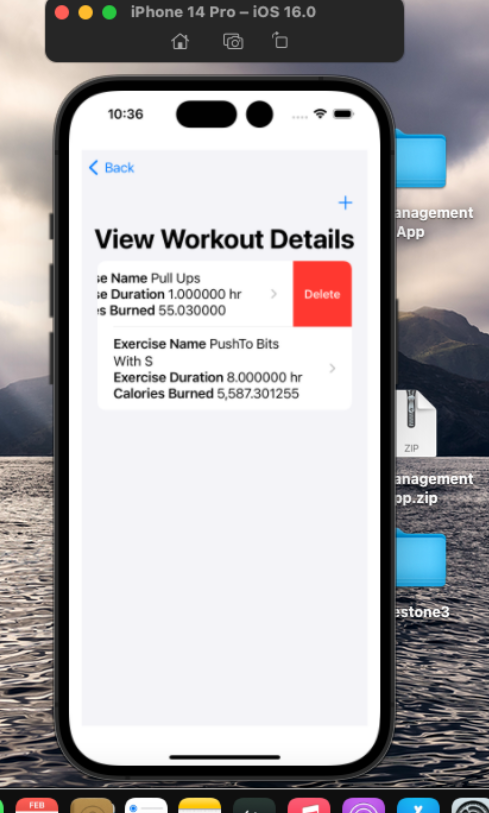 iPhone 14 Pro – iOS 16.0
10:36
Back
+
View Workout Details
se Name Pull Ups
se Duration 1.000000 hr
es Burned 55.030000
Delete
Exercise Name PushTo Bits
With S
Exercise Duration 8.000000 hr
Calories Burned 5,587.301255
anagement
App
ZIP
anagement
pp.zip
estone3
FEB